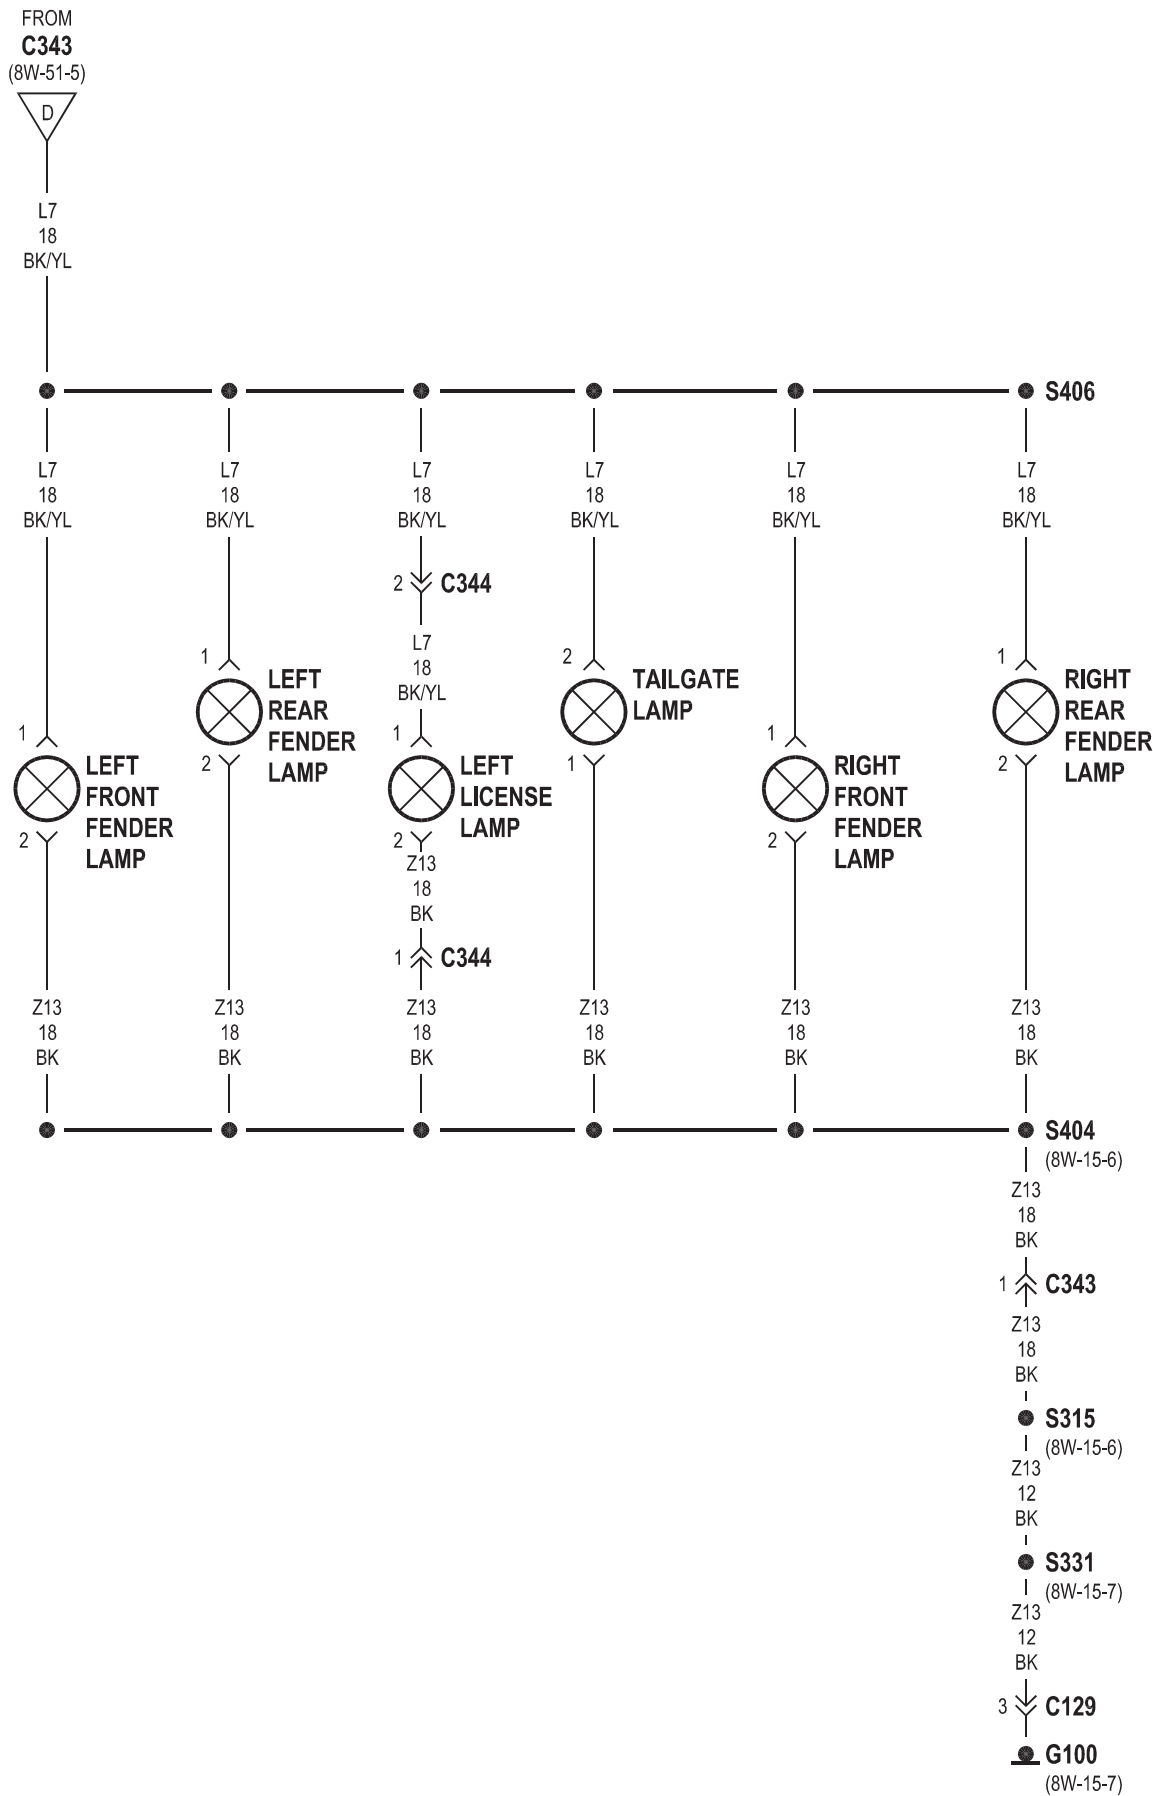 FROM
C343
(8W-51-5)
D
L7
18
BK/YL
S406
L7
18
BK/YL
L7
18
BK/YL
L7
18
BK/YL
L7
18
BK/YL
L7
18
BK/YL
L7
18
BK/YL
2
C344
L7
18
BK/YL
1
LEFT
FRONT
FENDER
LAMP
2
1
LEFT
REAR
FENDER
LAMP
2
1
LEFT
LICENSE
LAMP
2
2
TAILGATE
LAMP
1
1
RIGHT
FRONT
FENDER
LAMP
2
1
RIGHT
REAR
FENDER
LAMP
2
Z13
18
BK
1
C344
Z13
18
BK
Z13
18
BK
Z13
18
BK
Z13
18
BK
Z13
18
BK
Z13
18
BK
S404
(8W-15-6)
Z13
18
BK
1
C343
Z13
18
BK
S315
(8W-15-6)
Z13
12
BK
S331
(8W-15-7)
Z13
12
BK
3
C129
G100
(8W-15-7)